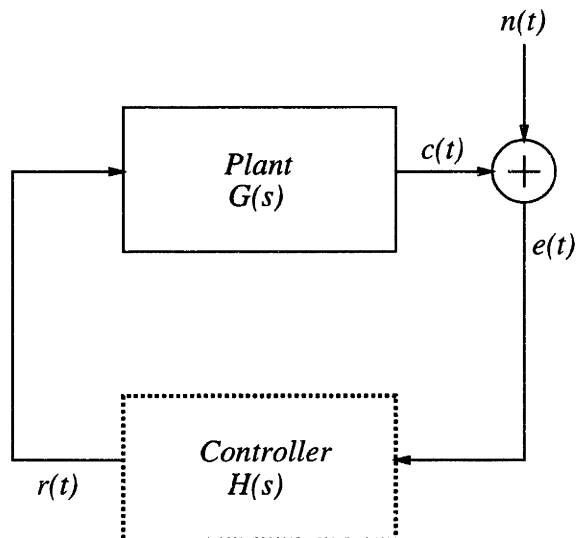 n(t)
Plant
G(s)
c(t)
+
e(t)
Controller
H(s)
r(t)